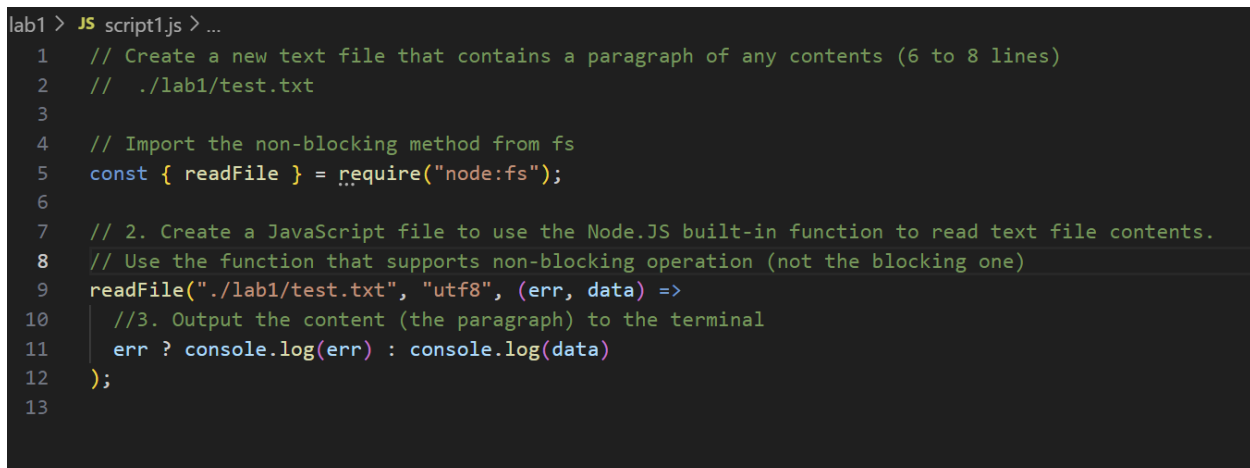 lab1 > JS script1.js > ...
1 // Create a new text file that contains a paragraph of any contents (6 to 8 lines)
2 //  ./lab1/test.txt
3
4 // Import the non-blocking method from fs
5 const { readFile } = require("node:fs");
6
7 // 2. Create a JavaScript file to use the Node.JS built-in function to read text file contents.
8 // Use the function that supports non-blocking operation (not the blocking one)
9 readFile("./lab1/test.txt", "utf8", (err, data) =>
10   //3. Output the content (the paragraph) to the terminal
11   err ? console.log(err) : console.log(data)
12 );
13